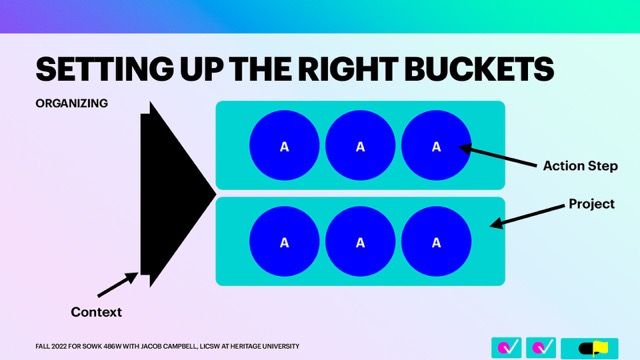 SETTING UP THE RIGHT BUCKETS
ORGANIZING
A A A
Action Step
Project
A A A
Context
FALL 2022 FOR SOWK 486W WITH JACOB CAMPBELL, LICSW AT HERITAGE UNIVERSITY